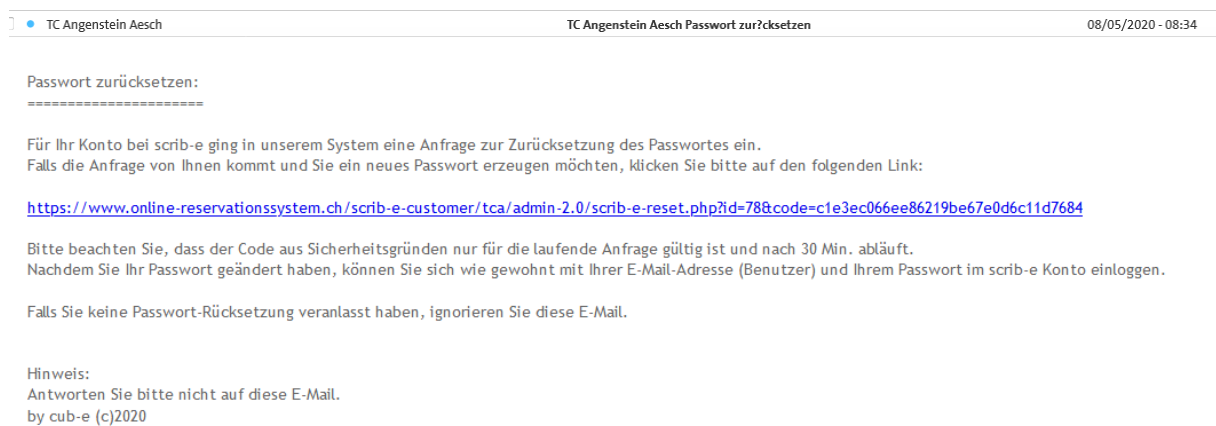 TC Angenstein Aesch TC Angenstein Aesch Passwort zur?cksetzen 08/05/2020 - 08:34
Passwort zurücksetzen:
======================
Für Ihr Konto bei scrib-e ging in unserem System eine Anfrage zur Zurücksetzung des Passwortes ein.
Falls die Anfrage von Ihnen kommt und Sie ein neues Passwort erzeugen möchten, klicken Sie bitte auf den folgenden Link:
https://www.online-reservationssystem.ch/scrib-e-customer/tca/admin-2.0/scrib-e-reset.php?id=78&code=c1e3ec066ee86219be67e0d6c11d7684
Bitte beachten Sie, dass der Code aus Sicherheitsgründen nur für die laufende Anfrage gültig ist und nach 30 Min. abläuft.
Nachdem Sie Ihr Passwort geändert haben, können Sie sich wie gewohnt mit Ihrer E-Mail-Adresse (Benutzer) und Ihrem Passwort im scrib-e Konto einloggen.
Falls Sie keine Passwort-Rücksetzung veranlasst haben, ignorieren Sie diese E-Mail.
Hinweis:
Antworten Sie bitte nicht auf diese E-Mail.
by cub-e (c)2020